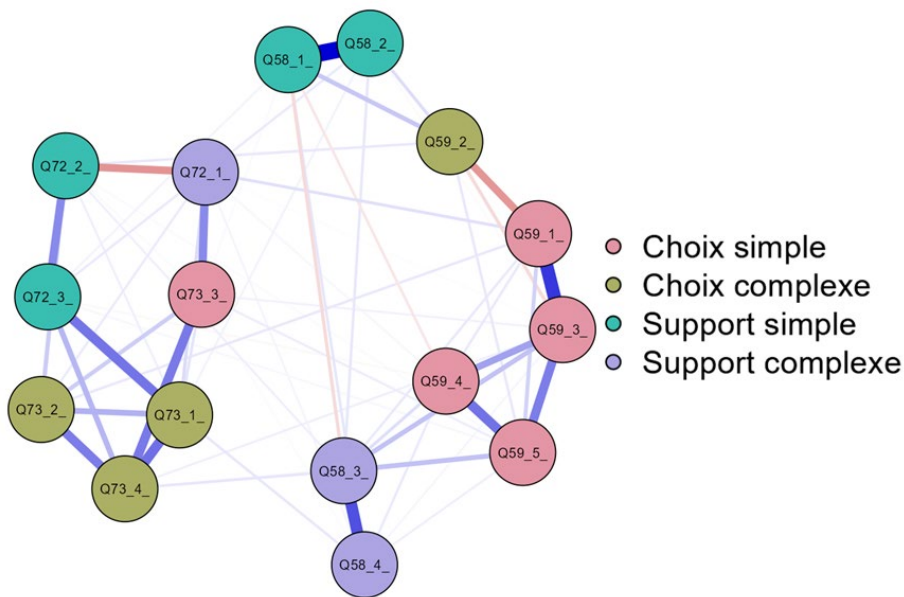 Q58_2_
Q58_1_
Q59_2_
Q72_2_
Q72_1_
Q59_1_
Q72_3_
Q73_3_
Q59_3_
Q59_4_
Q73_2_
Q73_1_
Q59_5_
Q58_3_
Q73_4_
Q58_4_
Choix simple
Choix complexe
Support simple
Support complexe